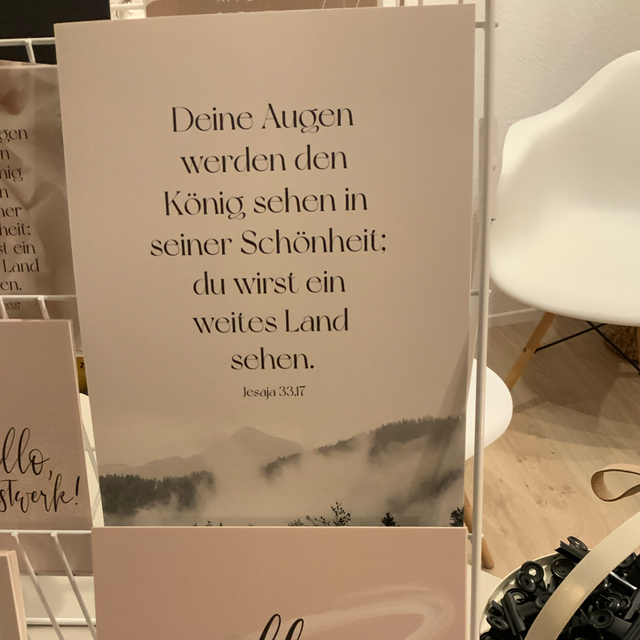 Deine Augen
werden den
König sehen in
seiner Schönheit;
du wirst ein
weites Land
sehen.
Jesaja 33,17